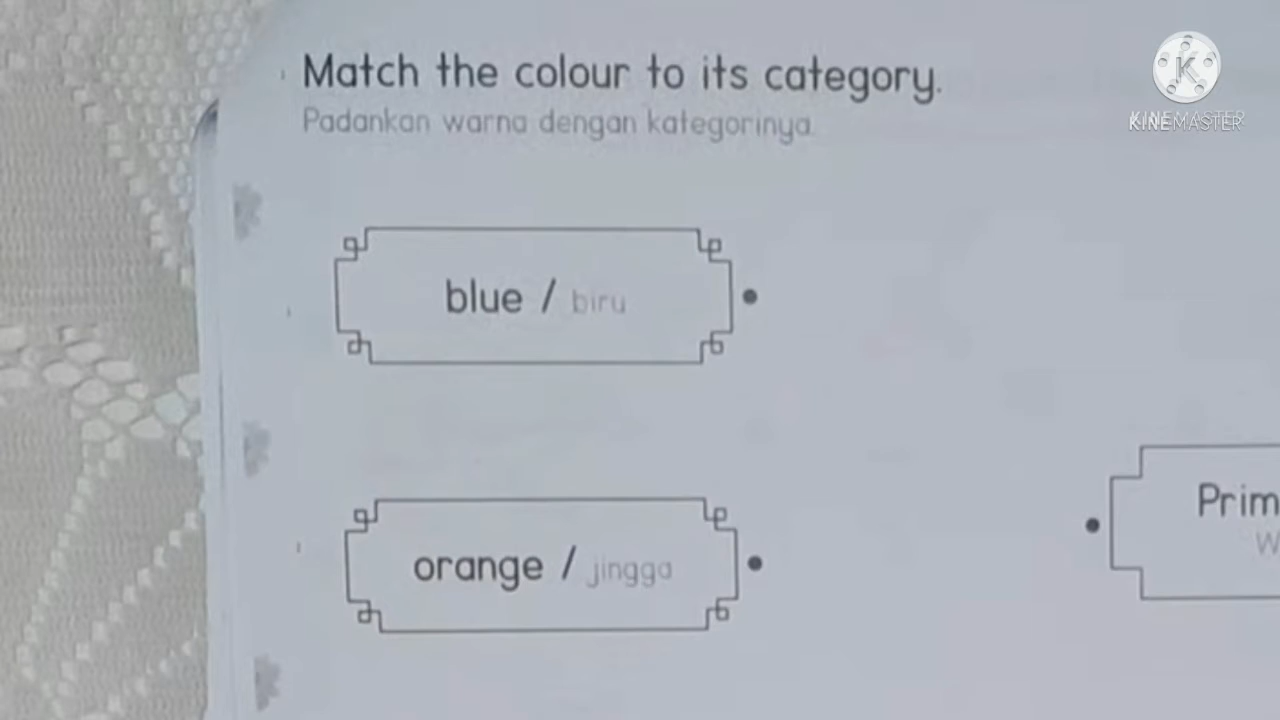 Match the colour to its category.
Padankan warna dengan kategorinya.
KINEMASTER
blue / biru
orange / jingga
Prim
W